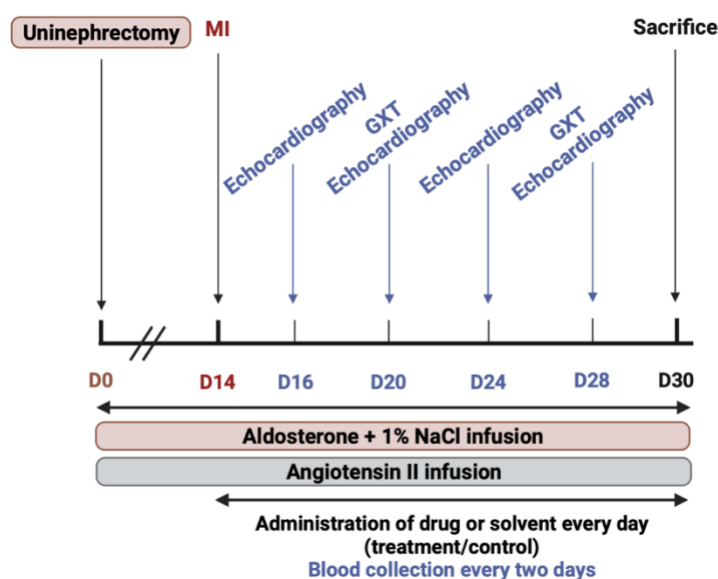 Uninephrectomy
MI
Sacrifice
Echocardiography
GXT
Echocardiography
Echocardiography
GXT
Echocardiography
D0
D14
D16
D20
D24
D28
D30
Aldosterone + 1% NaCl infusion
Angiotensin II infusion
Administration of drug or solvent every day
(treatment/control)
Blood collection every two days